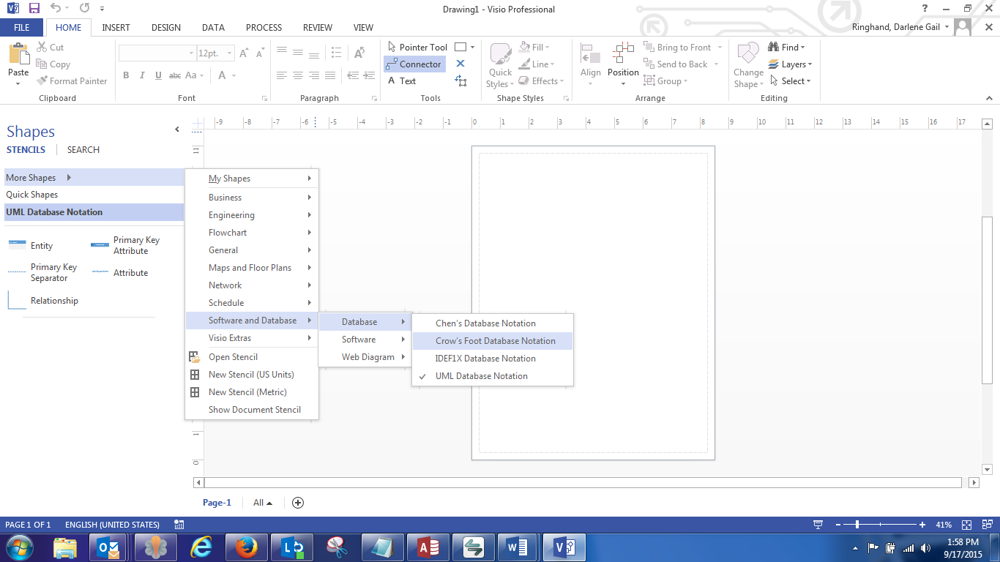 Drawing1 - Visio Professional
?
FILE HOME INSERT DESIGN DATA PROCESS REVIEW VIEW
Ringhand, Darlene Gail
Paste
Cut
Copy
Format Painter
Clipboard
12pt.
A A
B I U abc Aa A
Font
A
Paragraph
Pointer Tool
Connector
A Text
Tools
Quick Styles
Fill
Line
Effects
Shape Styles
Align
Position
Bring to Front
Send to Back
Group
Arrange
Change Shape
Find
Layers
Select
Editing
-9 -8 -7 -6 -5 -4 -3 -2 -1 0 1 2 3 4 5 6 7 8 9 10 11 12 13 14 15 16 17
Shapes
STENCILS SEARCH
More Shapes
Quick Shapes
UML Database Notation
Entity
Primary Key
Attribute
Primary Key
Separator
Attribute
Relationship
11
1
0
My Shapes
Business
Engineering
Flowchart
General
Maps and Floor Plans
Network
Schedule
Software and Database
Visio Extras
Open Stencil
New Stencil (US Units)
New Stencil (Metric)
Show Document Stencil
Database
Software
Web Diagram
Chen's Database Notation
Crow's Foot Database Notation
IDEF1X Database Notation
UML Database Notation
Page-1 All
PAGE 1 OF 1 ENGLISH (UNITED STATES)
41%
1:58 PM
9/17/2015